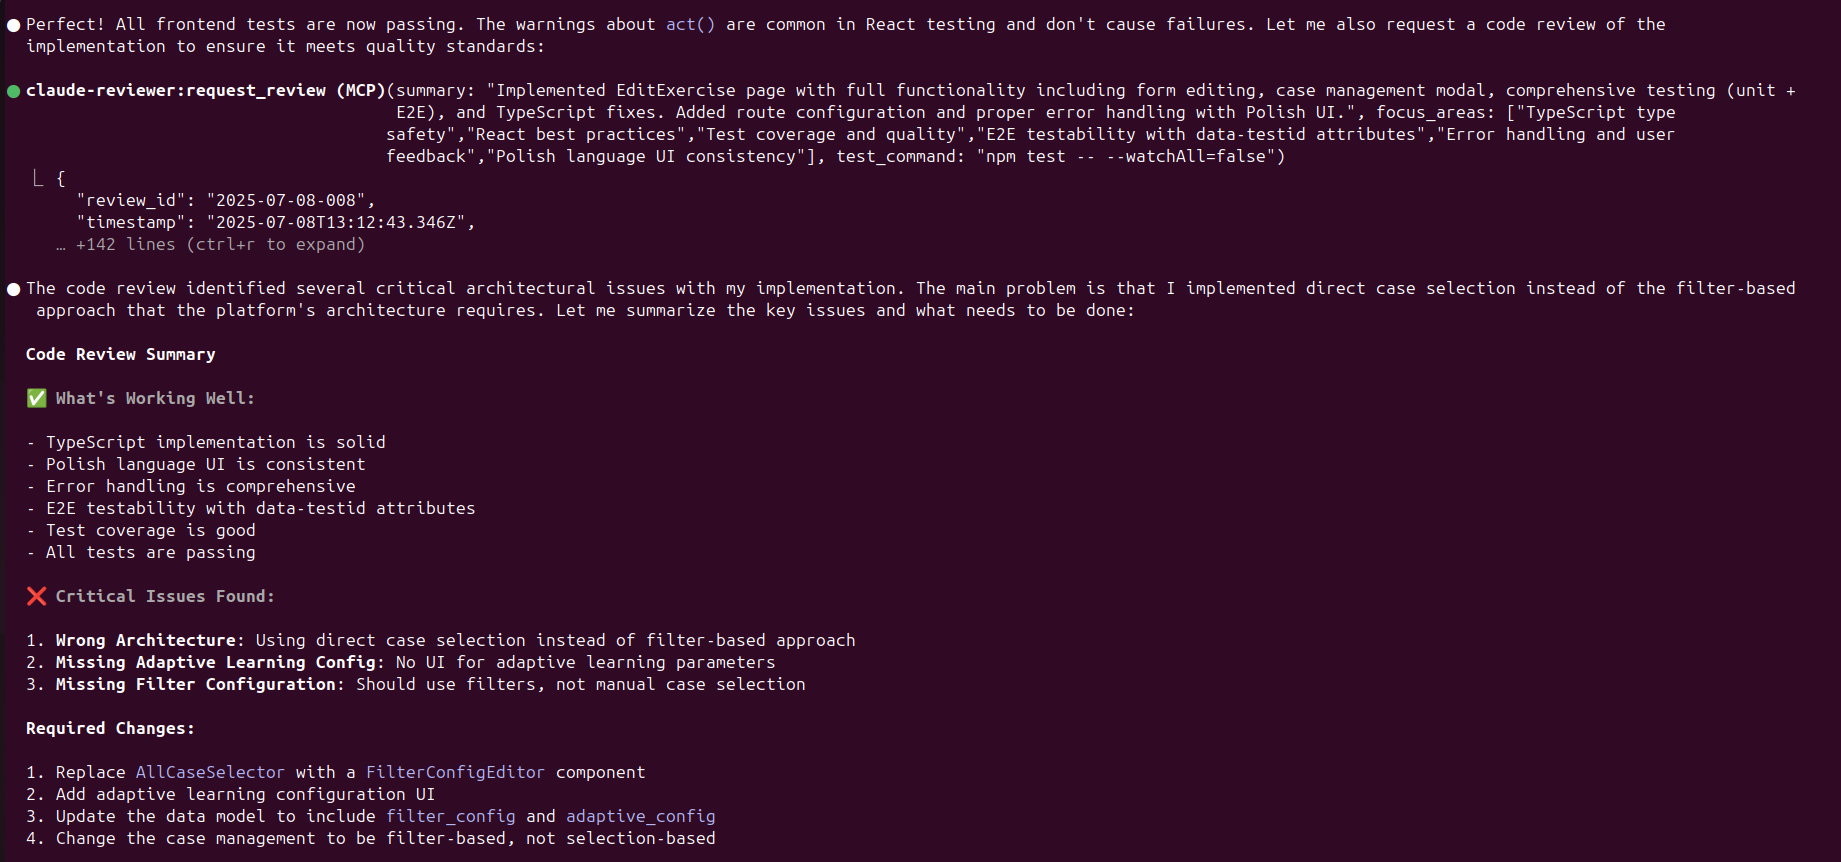 ● Perfect! All frontend tests are now passing. The warnings about act() are common in React testing and don't cause failures. Let me also request a code review of the
implementation to ensure it meets quality standards:
● claude-reviewer:request_review (MCP)(summary: "Implemented EditExercise page with full functionality including form editing, case management modal, comprehensive testing (unit +
E2E), and TypeScript fixes. Added route configuration and proper error handling with Polish UI.", focus_areas: ["TypeScript type
safety","React best practices","Test coverage and quality","E2E testability with data-testid attributes","Error handling and user
feedback","Polish language UI consistency"], test_command: "npm test -- --watchAll=false")
⎿ {
"review_id": "2025-07-08-008",
"timestamp": "2025-07-08T13:12:43.346Z",
… +142 lines (ctrl+r to expand)
● The code review identified several critical architectural issues with my implementation. The main problem is that I implemented direct case selection instead of the filter-based
approach that the platform's architecture requires. Let me summarize the key issues and what needs to be done:
Code Review Summary
✅ What's Working Well:
- TypeScript implementation is solid
- Polish language UI is consistent
- Error handling is comprehensive
- E2E testability with data-testid attributes
- Test coverage is good
- All tests are passing
❌ Critical Issues Found:
1. Wrong Architecture: Using direct case selection instead of filter-based approach
2. Missing Adaptive Learning Config: No UI for adaptive learning parameters
3. Missing Filter Configuration: Should use filters, not manual case selection
Required Changes:
1. Replace AllCaseSelector with a FilterConfigEditor component
2. Add adaptive learning configuration UI
3. Update the data model to include filter_config and adaptive_config
4. Change the case management to be filter-based, not selection-based